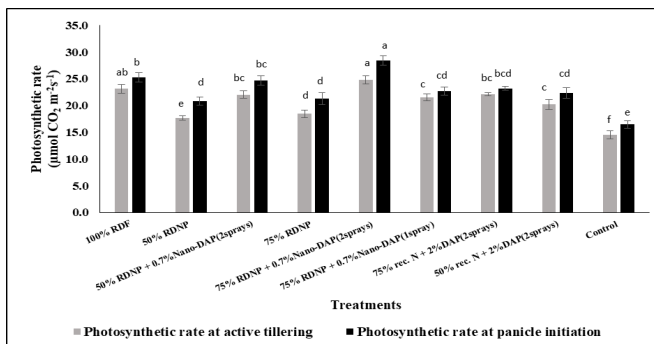 Photosynthetic rate
(μmol CO₂ m⁻²s⁻¹)
35.0
30.0
25.0
20.0
15.0
10.0
5.0
0.0
ab b
e d
bc bc
d d
a a
c cd
bc bcd
c cd
f e
100% RDF
50% RDNP
50% RDNP + 0.7%Nano-DAP(2sprays)
75% RDNP
75% RDNP + 0.7%Nano-DAP(2sprays)
75% RDNP + 0.7%Nano-DAP(1spray)
75% rec. N + 2%DAP(2sprays)
50% rec. N + 2%DAP(2sprays)
Control
Treatments
Photosynthetic rate at active tillering
Photosynthetic rate at panicle initiation